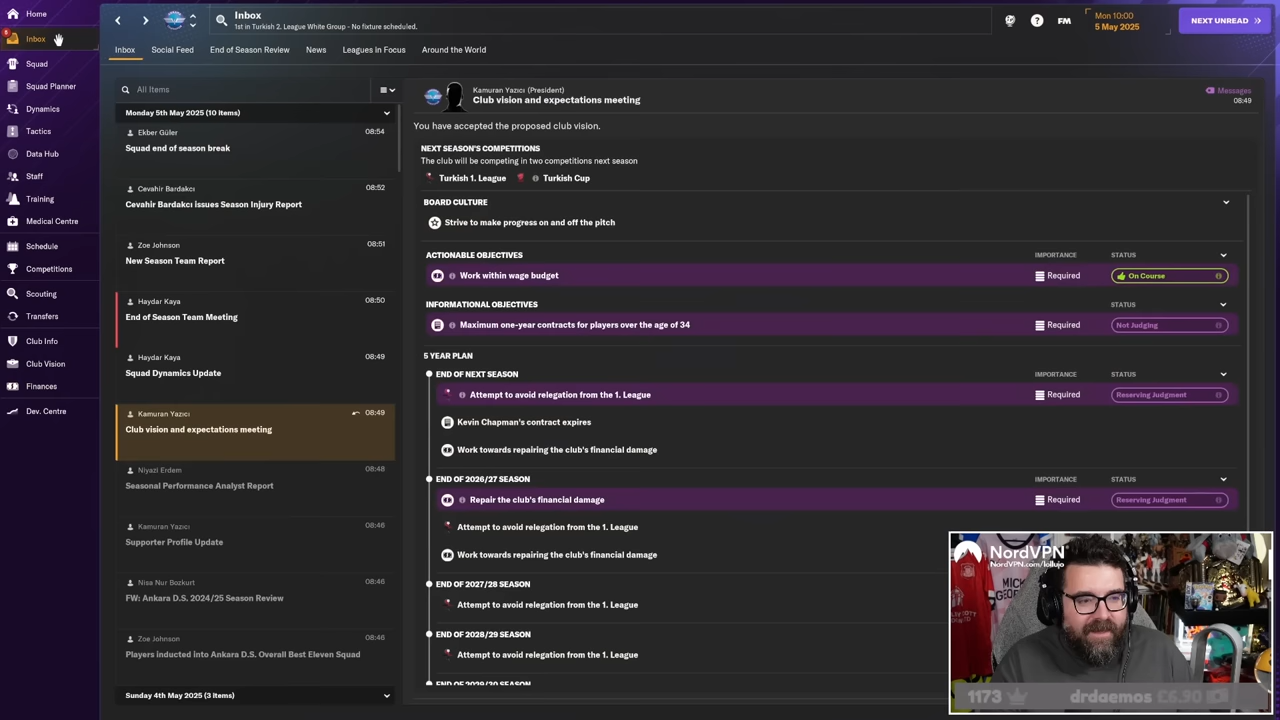 Home
Inbox
Squad
Squad Planner
Dynamics
Tactics
Data Hub
Staff
Training
Medical Centre
Schedule
Competitions
Scouting
Transfers
Club Info
Club Vision
Finances
Dev. Centre
Inbox
1st in Turkish 2. League White Group - No fixture scheduled.
FM
Mon 10:00
5 May 2025
NEXT UNREAD
Inbox
Social Feed
End of Season Review
News
Leagues in Focus
Around the World
All Items
Monday 5th May 2025 (10 Items)
Ekber Güler 08:54
Squad end of season break
Cevahir Bardakcı 08:52
Cevahir Bardakcı issues Season Injury Report
Zoe Johnson 08:51
New Season Team Report
Haydar Kaya 08:50
End of Season Team Meeting
Haydar Kaya 08:49
Squad Dynamics Update
Kamuran Yazıcı 08:49
Club vision and expectations meeting
Niyazi Erdem 08:48
Seasonal Performance Analyst Report
Kamuran Yazıcı 08:46
Supporter Profile Update
Nisa Nur Bozkurt 08:46
FW: Ankara D.S. 2024/25 Season Review
Zoe Johnson 08:46
Players inducted into Ankara D.S. Overall Best Eleven Squad
Sunday 4th May 2025 (3 Items)
Kamuran Yazıcı (President)
Club vision and expectations meeting
Messages
08:49
You have accepted the proposed club vision.
NEXT SEASON'S COMPETITIONS
The club will be competing in two competitions next season
Turkish 1. League Turkish Cup
BOARD CULTURE
Strive to make progress on and off the pitch
ACTIONABLE OBJECTIVES IMPORTANCE STATUS
Work within wage budget Required On Course
INFORMATIONAL OBJECTIVES IMPORTANCE STATUS
Maximum one-year contracts for players over the age of 34 Required Not Judging
5 YEAR PLAN
END OF NEXT SEASON IMPORTANCE STATUS
Attempt to avoid relegation from the 1. League Required Reserving Judgment
Kevin Chapman's contract expires
Work towards repairing the club's financial damage
END OF 2026/27 SEASON IMPORTANCE STATUS
Repair the club's financial damage Required Reserving Judgment
Attempt to avoid relegation from the 1. League
Work towards repairing the club's financial damage
END OF 2027/28 SEASON
Attempt to avoid relegation from the 1. League
END OF 2028/29 SEASON
Attempt to avoid relegation from the 1. League
END OF 2029/30 SEASON
NordVPN
NordVPN.com/lollujo
1173
drdaemos £6.90